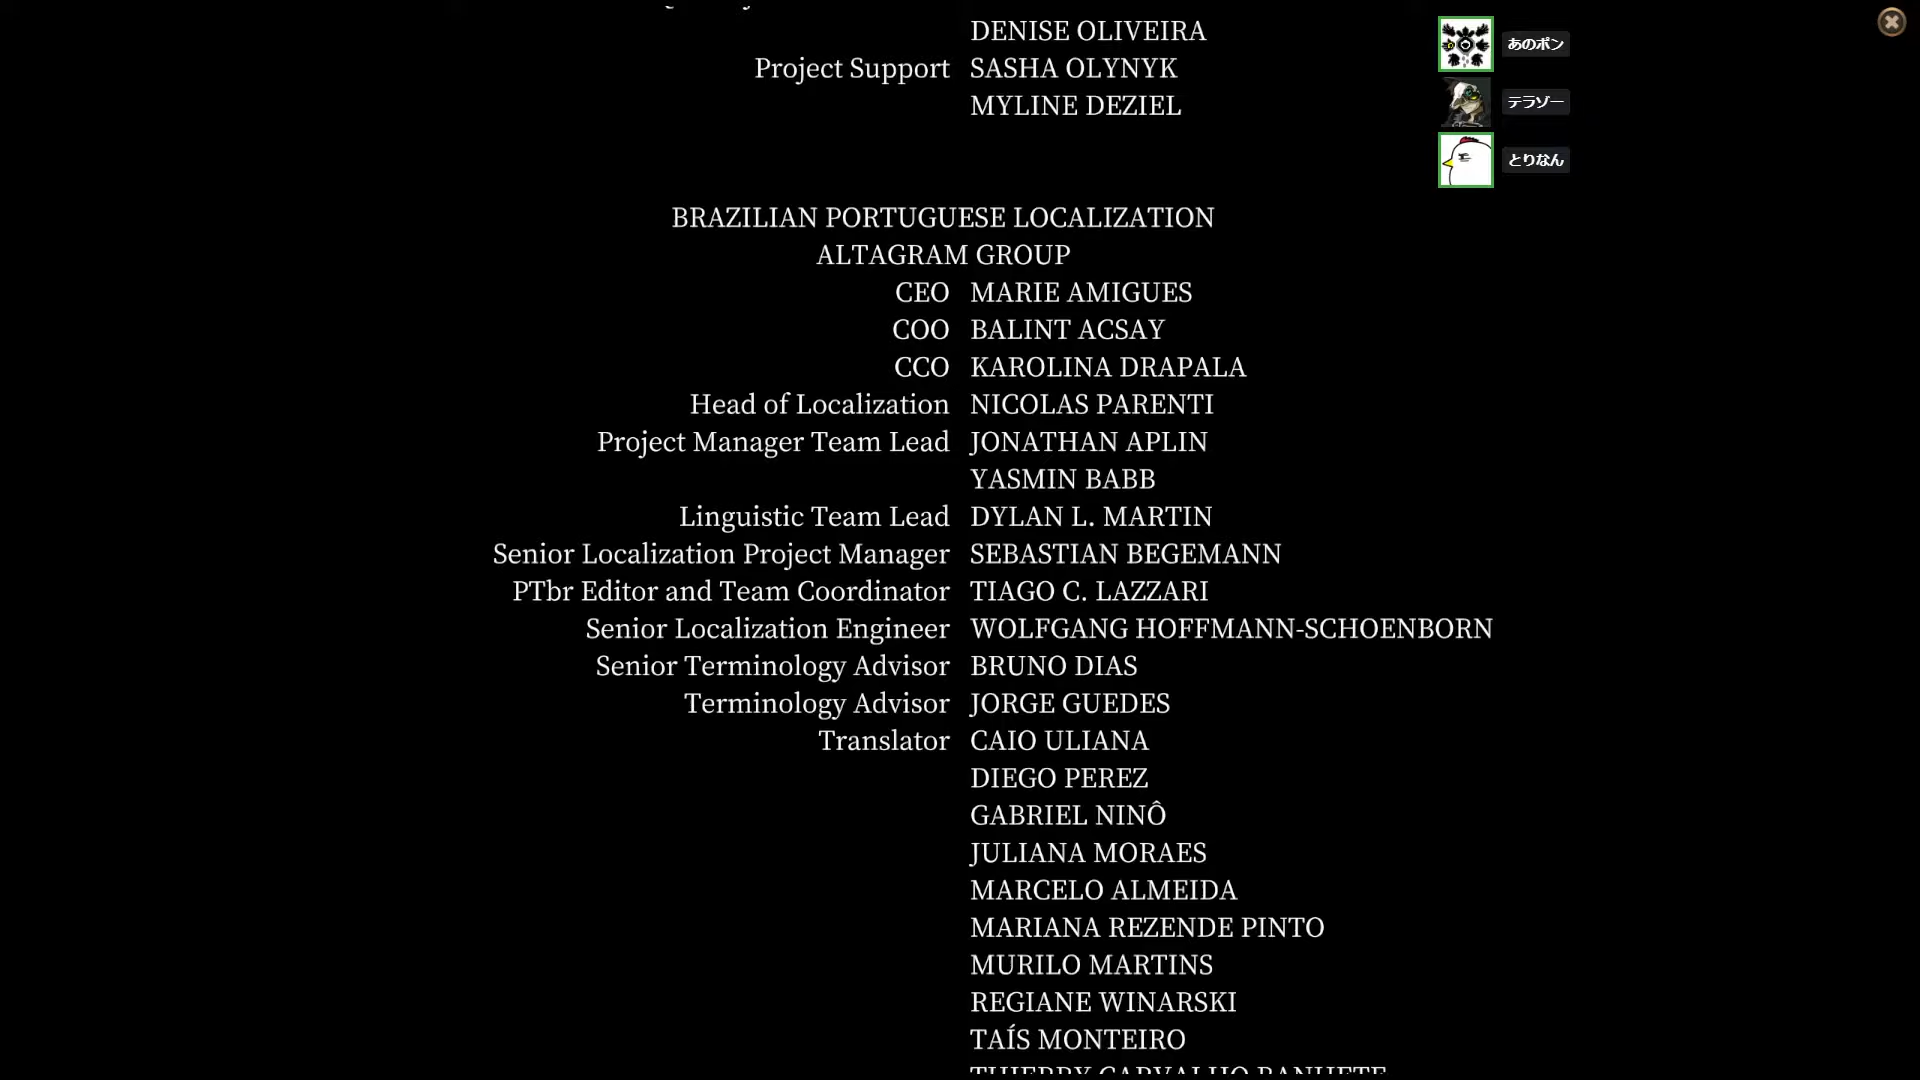 DENISE OLIVEIRA
Project Support SASHA OLYNYK
MYLINE DEZIEL
あのポン
テラゾー
とりなん
BRAZILIAN PORTUGUESE LOCALIZATION
ALTAGRAM GROUP
CEO MARIE AMIGUES
COO BALINT ACSAY
CCO KAROLINA DRAPALA
Head of Localization NICOLAS PARENTI
Project Manager Team Lead JONATHAN APLIN
YASMIN BABB
Linguistic Team Lead DYLAN L. MARTIN
Senior Localization Project Manager SEBASTIAN BEGEMANN
PTbr Editor and Team Coordinator TIAGO C. LAZZARI
Senior Localization Engineer WOLFGANG HOFFMANN-SCHOENBORN
Senior Terminology Advisor BRUNO DIAS
Terminology Advisor JORGE GUEDES
Translator CAIO ULIANA
DIEGO PEREZ
GABRIEL NINÔ
JULIANA MORAES
MARCELO ALMEIDA
MARIANA REZENDE PINTO
MURILO MARTINS
REGIANE WINARSKI
TAÍS MONTEIRO
THIERRY CARVALHO BANHETE